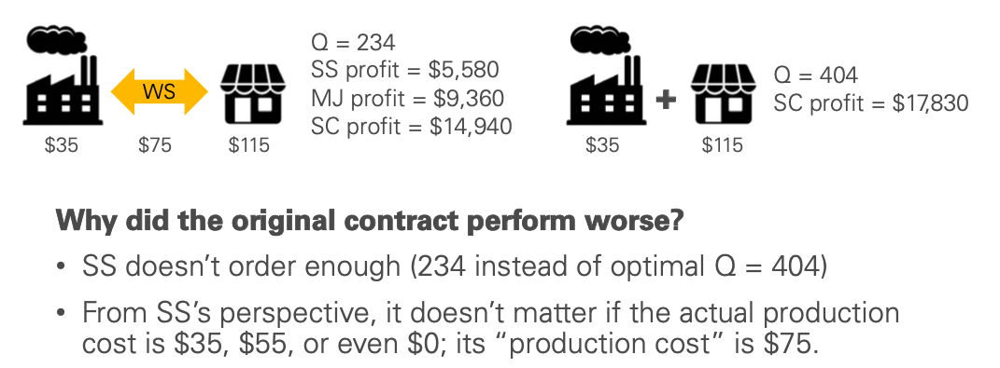 WS
$35
$75
$115
Q = 234
SS profit = $5,580
MJ profit = $9,360
SC profit = $14,940
+
$35
$115
Q = 404
SC profit = $17,830
Why did the original contract perform worse?
• SS doesn’t order enough (234 instead of optimal Q = 404)
• From SS’s perspective, it doesn’t matter if the actual production
cost is $35, $55, or even $0; its “production cost” is $75.